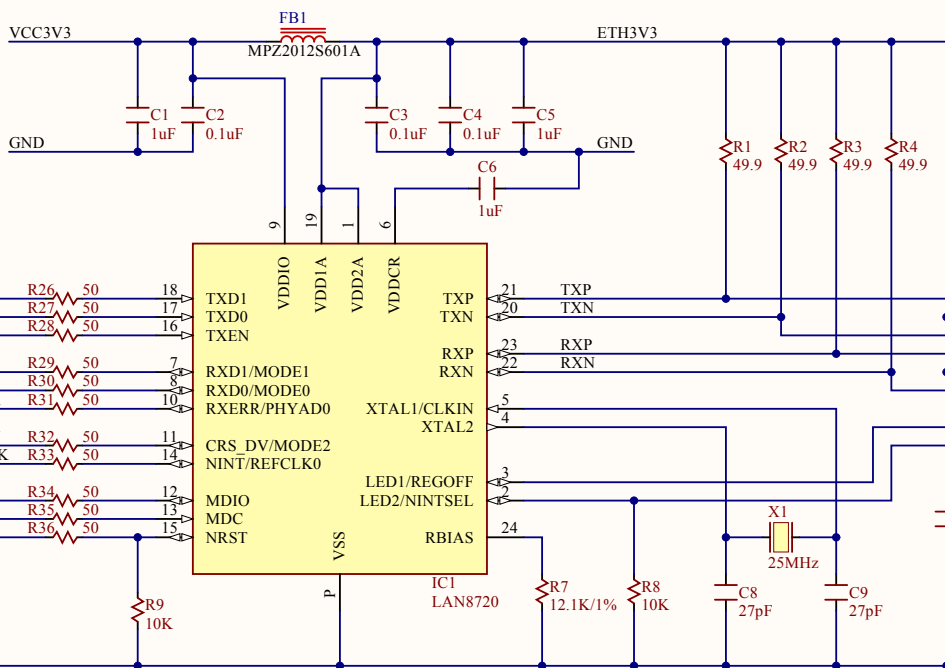 FB1
VCC3V3
MPZ2012S601A
ETH3V3
C1
1uF
C2
0.1uF
C3
0.1uF
C4
0.1uF
C5
1uF
GND
GND
R1
49.9
R2
49.9
R3
49.9
R4
49.9
C6
1uF
9
19
1
6
VDDIO
VDD1A
VDD2A
VDDCR
R26 50 18 TXD1
R27 50 17 TXD0
R28 50 16 TXEN
R29 50 7 RXD1/MODE1
R30 50 8 RXD0/MODE0
R31 50 10 RXERR/PHYAD0
R32 50 11 CRS_DV/MODE2
K R33 50 14 NINT/REFCLK0
R34 50 12 MDIO
R35 50 13 MDC
R36 50 15 NRST
TXP 21 TXP
TXN 20 TXN
RXP 23 RXP
RXN 22 RXN
XTAL1/CLKIN 5
XTAL2 4
LED1/REGOFF 3
LED2/NINTSEL 2
RBIAS 24
VSS
P
IC1
LAN8720
R9
10K
R7
12.1K/1%
R8
10K
X1
25MHz
C8
27pF
C9
27pF